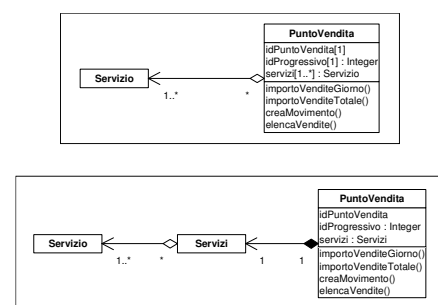 PuntoVendita
idPuntoVendita[1]
idProgressivo[1] : Integer
servizi[1..*] : Servizio
importoVenditeGiorno()
importoVenditeTotale()
creaMovimento()
elencaVendite()
Servizio
1..*
*
PuntoVendita
idPuntoVendita
idProgressivo : Integer
servizi : Servizi
importoVenditeGiorno()
importoVenditeTotale()
creaMovimento()
elencaVendite()
Servizio
Servizi
1..*
*
1
1